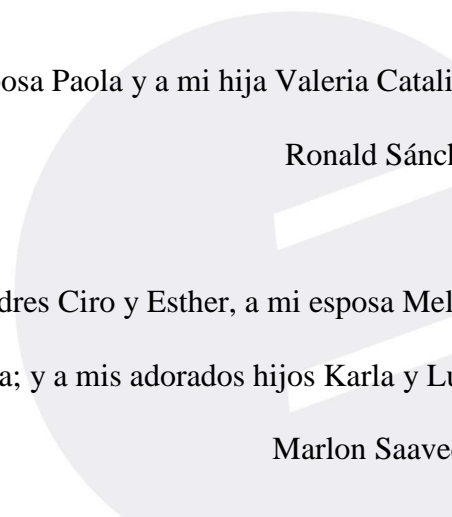 osa Paola y a mi hija Valeria Catali
Ronald Sánch
dres Ciro y Esther, a mi esposa Mel
a; y a mis adorados hijos Karla y Lu
Marlon Saave